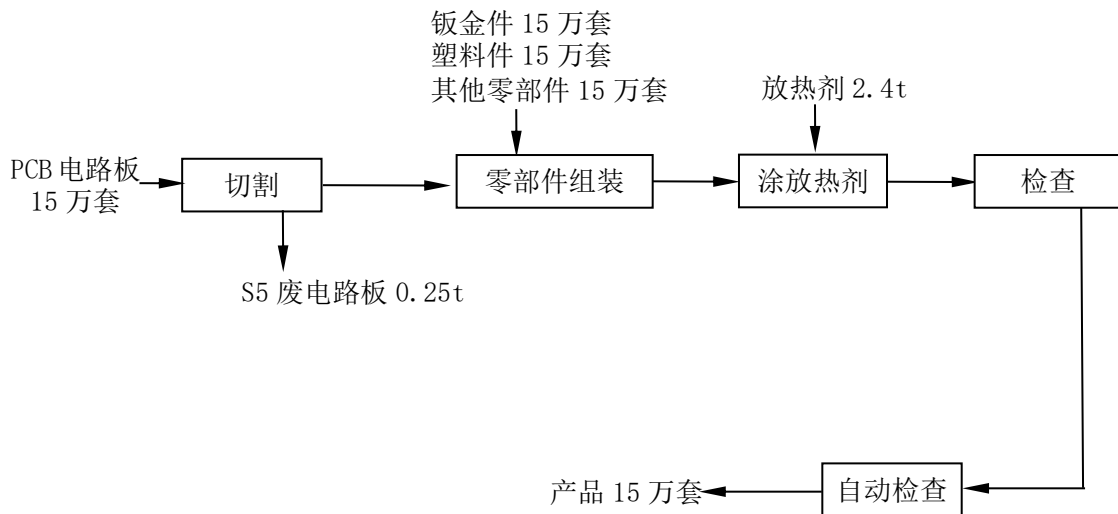 钣金件 15 万套
塑料件 15 万套
其他零部件 15 万套
放热剂 2.4t
PCB 电路板
15 万套
切割
零部件组装
涂放热剂
检查
S5 废电路板 0.25t
产品 15 万套
自动检查